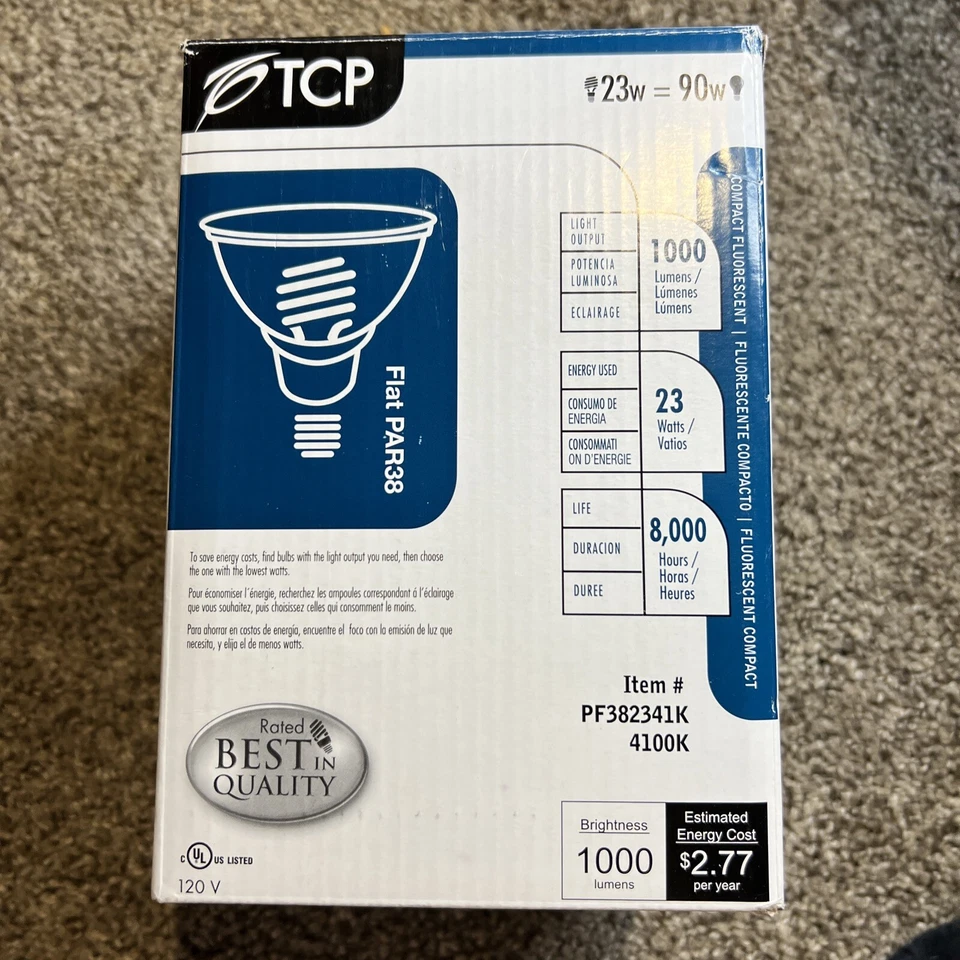 TCP
23w = 90w
LIGHT
OUTPUT
POTENCIA
LUMINOSA
ECLAIRAGE
1000
Lumens /
Lúmenes
Lúmens
ENERGY USED
CONSUMO DE
ENERGIA
CONSOMMATI
ON D'ENERGIE
23
Watts /
Vatios
LIFE
DURACION
DUREE
8,000
Hours /
Horas /
Heures
COMPACT FLUORESCENT | FLUORESCENTE COMPACTO | FLUORESCENT COMPACT
Flat PAR38
To save energy costs, find bulbs with the light output you need, then choose
the one with the lowest watts.
Pour économiser l'énergie, recherchez les ampoules correspondant á l'éclairage
que vous souhaitez, puis choisissez celles qui consomment le moins.
Para ahorrar en costos de energía, encuentre el foco con la emisión de luz que
necesita, y elija el de menos watts.
Item #
PF382341K
4100K
Rated
BEST IN
QUALITY
C UL US LISTED
120 V
Brightness
1000
lumens
Estimated
Energy Cost
$2.77
per year